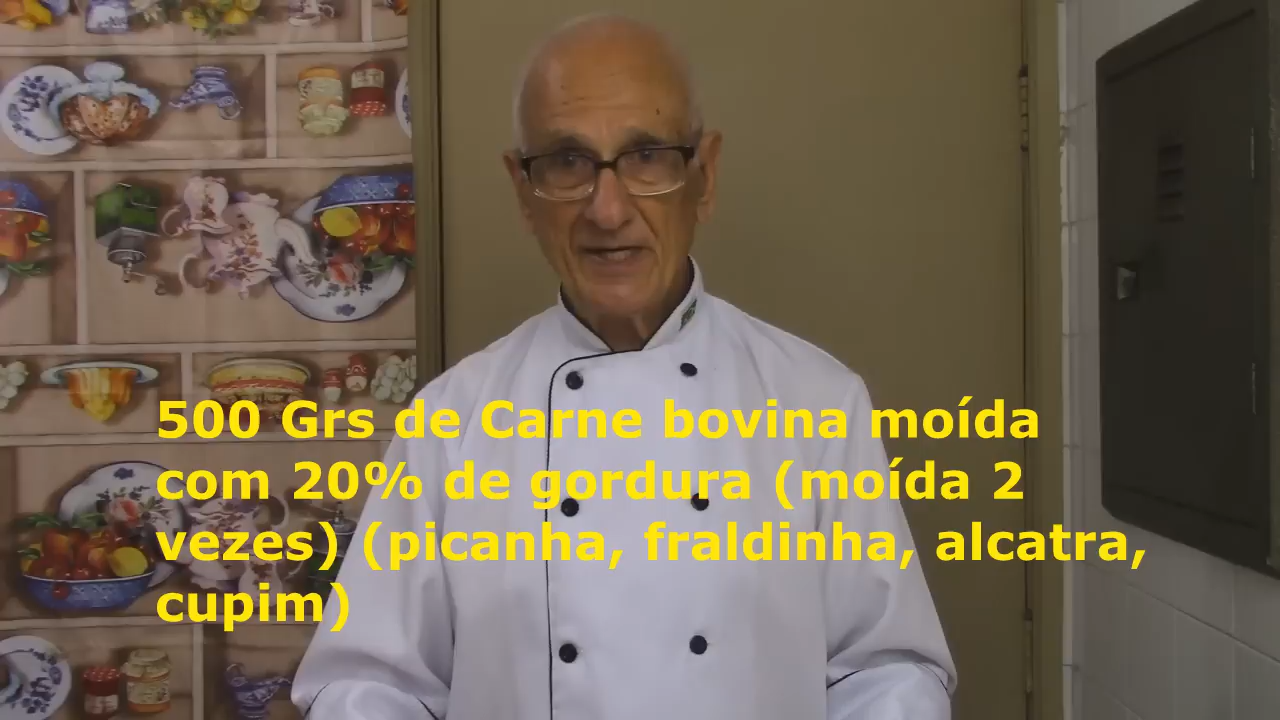 500 Grs de Carne bovina moída
com 20% de gordura (moída 2
vezes) (picanha, fraldinha, alcatra,
cupim)